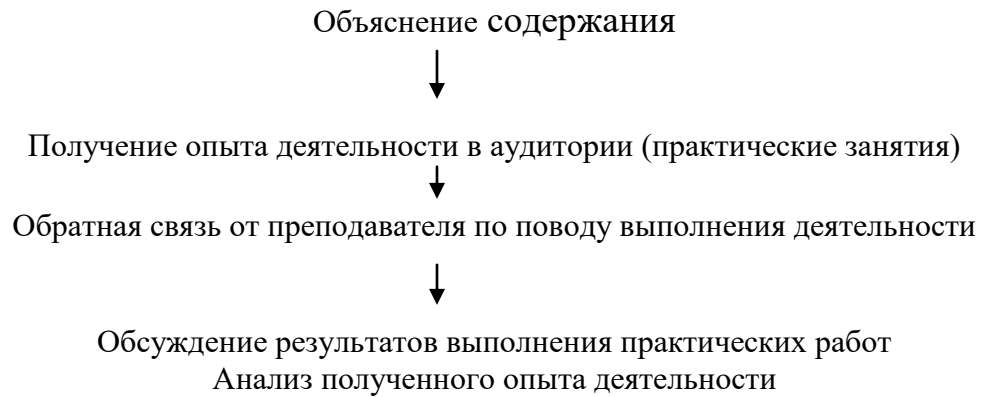 Объяснение содержания
Получение опыта деятельности в аудитории (практические занятия)
Обратная связь от преподавателя по поводу выполнения деятельности
Обсуждение результатов выполнения практических работ
Анализ полученного опыта деятельности